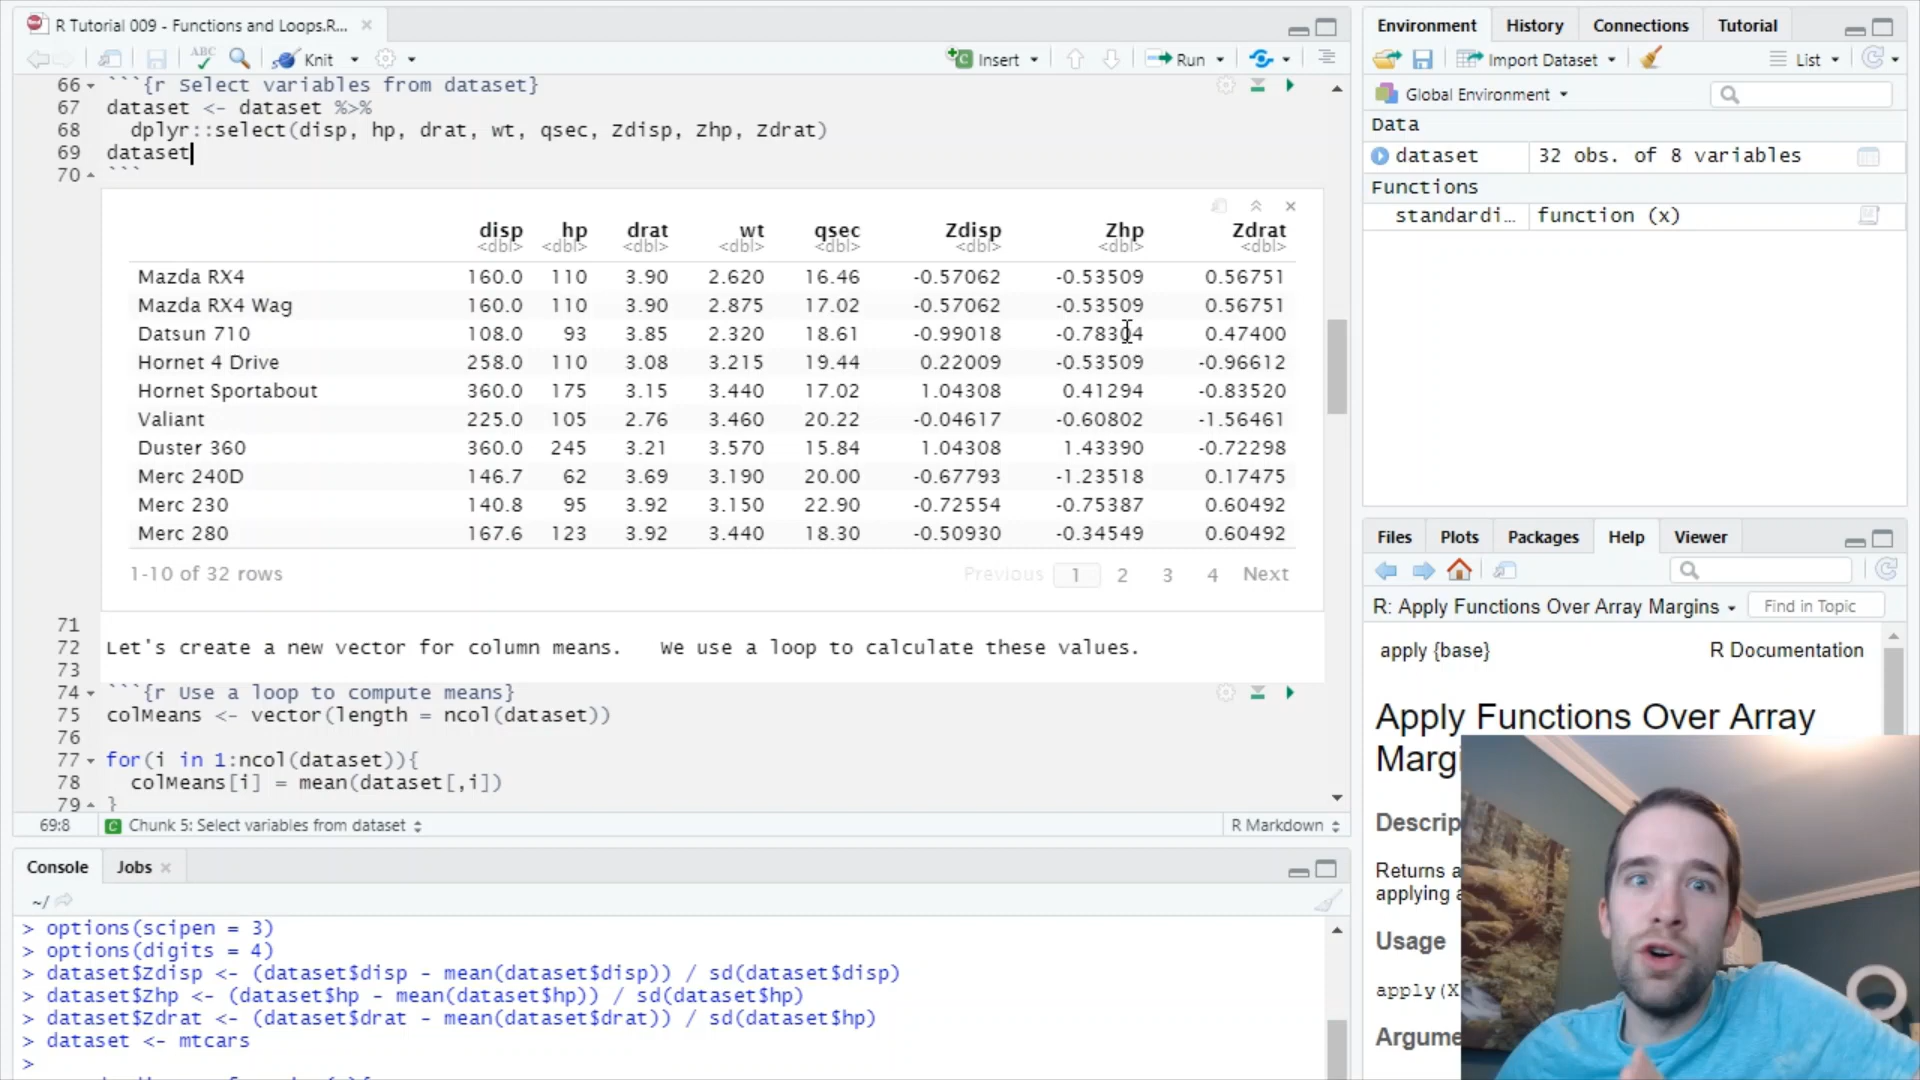 R Tutorial 009 - Functions and Loops.R...
ABC
Knit
Insert
Run
66 ```{r Select variables from dataset}
67 dataset <- dataset %>%
68 dplyr::select(disp, hp, drat, wt, qsec, Zdisp, Zhp, Zdrat)
69 dataset
70 ```
disp hp drat wt qsec Zdisp Zhp Zdrat
<dbl> <dbl> <dbl> <dbl> <dbl> <dbl> <dbl> <dbl>
Mazda RX4 160.0 110 3.90 2.620 16.46 -0.57062 -0.53509 0.56751
Mazda RX4 Wag 160.0 110 3.90 2.875 17.02 -0.57062 -0.53509 0.56751
Datsun 710 108.0 93 3.85 2.320 18.61 -0.99018 -0.78304 0.47400
Hornet 4 Drive 258.0 110 3.08 3.215 19.44 0.22009 -0.53509 -0.96612
Hornet Sportabout 360.0 175 3.15 3.440 17.02 1.04308 0.41294 -0.83520
Valiant 225.0 105 2.76 3.460 20.22 -0.04617 -0.60802 -1.56461
Duster 360 360.0 245 3.21 3.570 15.84 1.04308 1.43390 -0.72298
Merc 240D 146.7 62 3.69 3.190 20.00 -0.67793 -1.23518 0.17475
Merc 230 140.8 95 3.92 3.150 22.90 -0.72554 -0.75387 0.60492
Merc 280 167.6 123 3.92 3.440 18.30 -0.50930 -0.34549 0.60492
1-10 of 32 rows Previous 1 2 3 4 Next
71
72 Let's create a new vector for column means. We use a loop to calculate these values.
73
74 ```{r Use a loop to compute means}
75 colMeans <- vector(length = ncol(dataset))
76
77 for(i in 1:ncol(dataset)){
78 colMeans[i] = mean(dataset[,i])
79 }
69:8 Chunk 5: Select variables from dataset R Markdown
Console Jobs
~/
> options(scipen = 3)
> options(digits = 4)
> dataset$Zdisp <- (dataset$disp - mean(dataset$disp)) / sd(dataset$disp)
> dataset$Zhp <- (dataset$hp - mean(dataset$hp)) / sd(dataset$hp)
> dataset$Zdrat <- (dataset$drat - mean(dataset$drat)) / sd(dataset$hp)
> dataset <- mtcars
>
Environment History Connections Tutorial
Import Dataset List
Global Environment
Data
dataset 32 obs. of 8 variables
Functions
standardi... function (x)
Files Plots Packages Help Viewer
R: Apply Functions Over Array Margins Find in Topic
apply {base} R Documentation
Apply Functions Over Array
Margi
Descrip
Returns a
applying a
Usage
apply(X
Argume